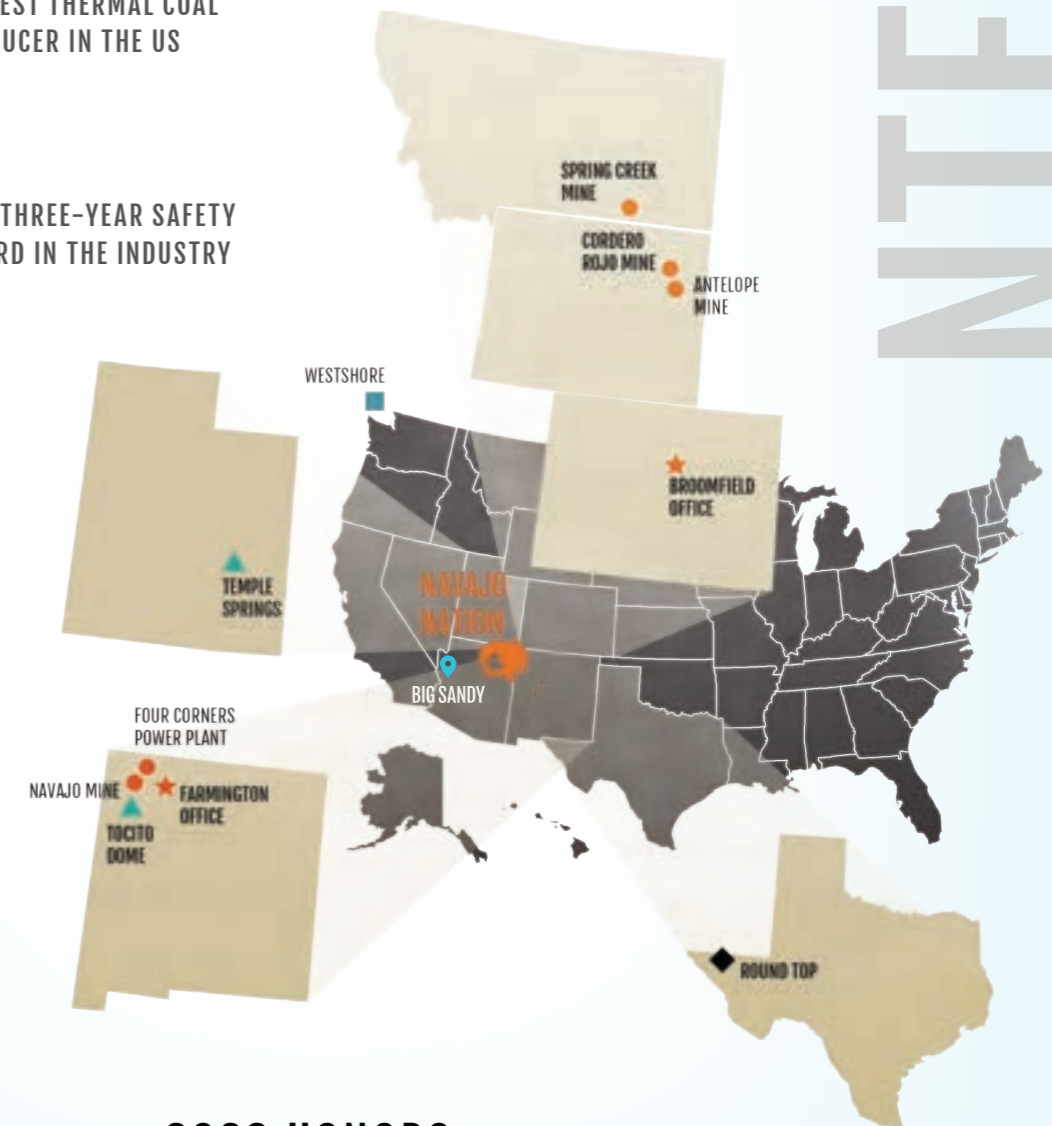 EST THERMAL COAL
UCER IN THE US
THREE-YEAR SAFETY
RD IN THE INDUSTRY
NTE
SPRING CREEK
MINE
CORDERO
ROJO MINE
ANTELOPE
MINE
WESTSHORE
BROOMFIELD
OFFICE
TEMPLE
SPRINGS
NAVAJO
NATION
BIG SANDY
FOUR CORNERS
POWER PLANT
NAVAJO MINE
FARMINGTON
OFFICE
TOCITO
DOME
ROUND TOP